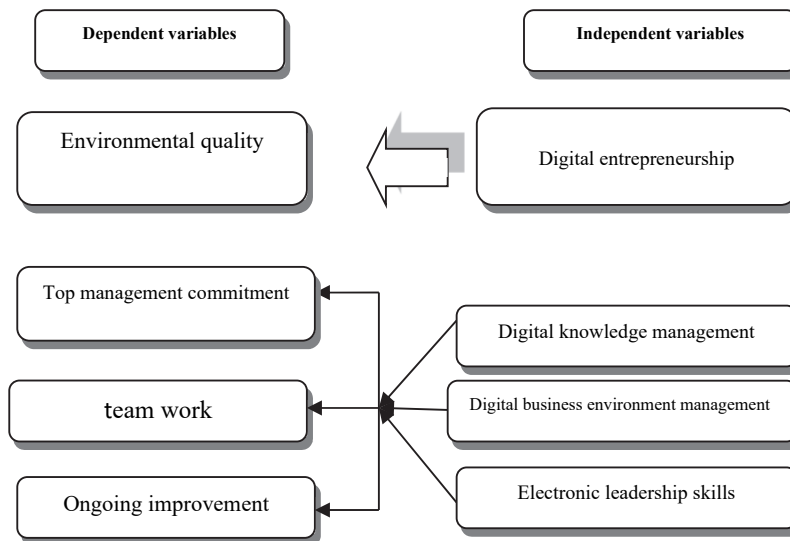 Dependent variables
Independent variables
Environmental quality
Digital entrepreneurship
Top management commitment
Digital knowledge management
team work
Digital business environment management
Ongoing improvement
Electronic leadership skills